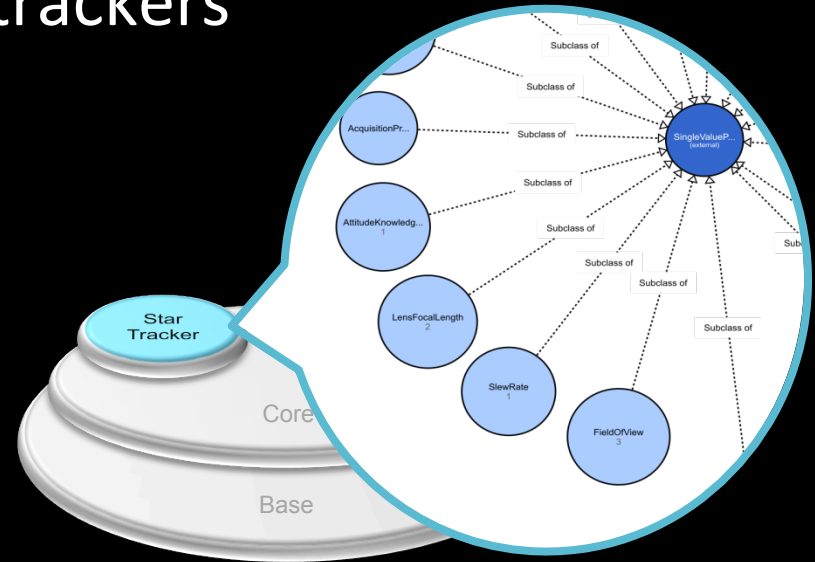 trackers
Subclass of
Subclass of
AcquisitionPr...
Subclass of
SingleValueP...
(external)
Subclass of
AttitudeKnowledg...
1
Subclass of
Sub
Subclass of
Subclass of
LensFocalLength
2
Star
Tracker
Subclass of
SlewRate
1
Core
FieldOfView
3
Base